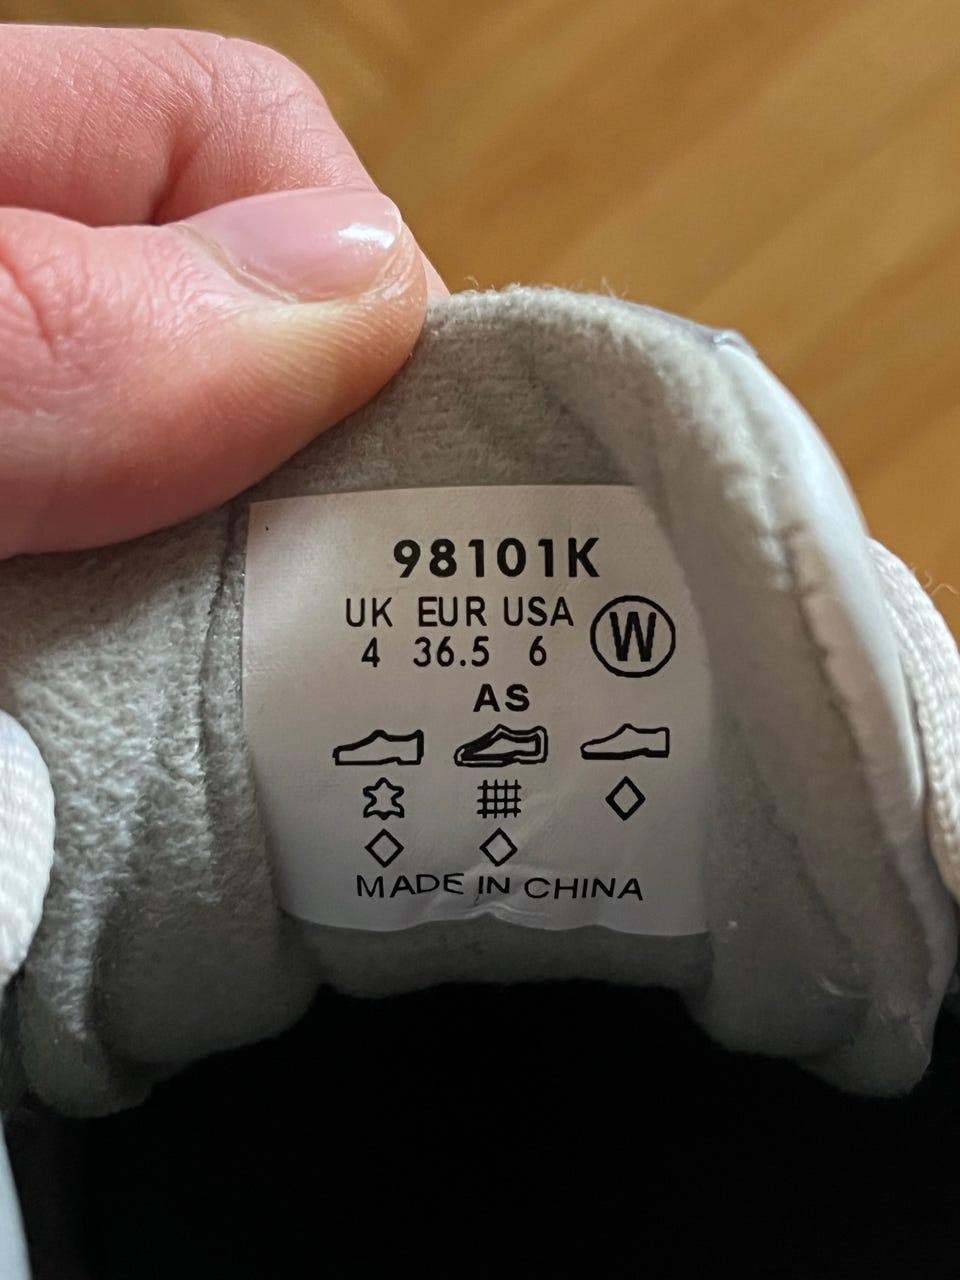 98101K
UK EUR USA
4 36.5 6 W
AS
MADE IN CHINA